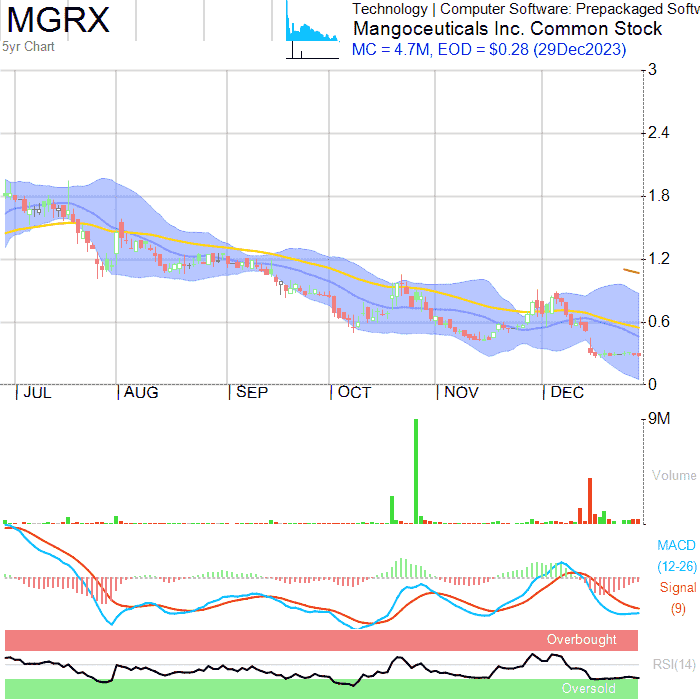 MGRX
5yr Chart
Technology | Computer Software: Prepackaged Softw
Mangoceuticals Inc. Common Stock
MC = 4.7M, EOD = $0.28 (29Dec2023)
3
2.4
1.8
1.2
0.6
0
JUL AUG SEP OCT NOV DEC
9M
Volume
MACD
(12-26)
Signal
(9)
Overbought
RSI(14)
Oversold